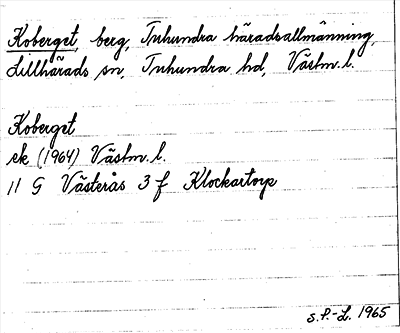 Koberget, berg, Tuhundra häradsallmänning,
Lillhärads sn, Tuhundra hd, Västm. l.
Koberget
ek (1964) Västm. l.
11 G Västerås 3 f Klockartorp
S.P.-L. 1965